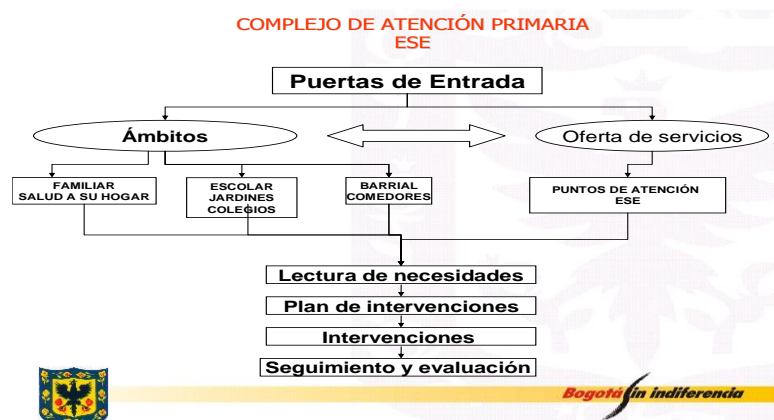 COMPLEJO DE ATENCIÓN PRIMARIA
ESE
Puertas de Entrada
Ámbitos
Oferta de servicios
FAMILIAR
SALUD A SU HOGAR
ESCOLAR
JARDINES
COLEGIOS
BARRIAL
COMEDORES
PUNTOS DE ATENCIÓN
ESE
Lectura de necesidades
Plan de intervenciones
Intervenciones
Seguimiento y evaluación
Bogotá sin indiferencia